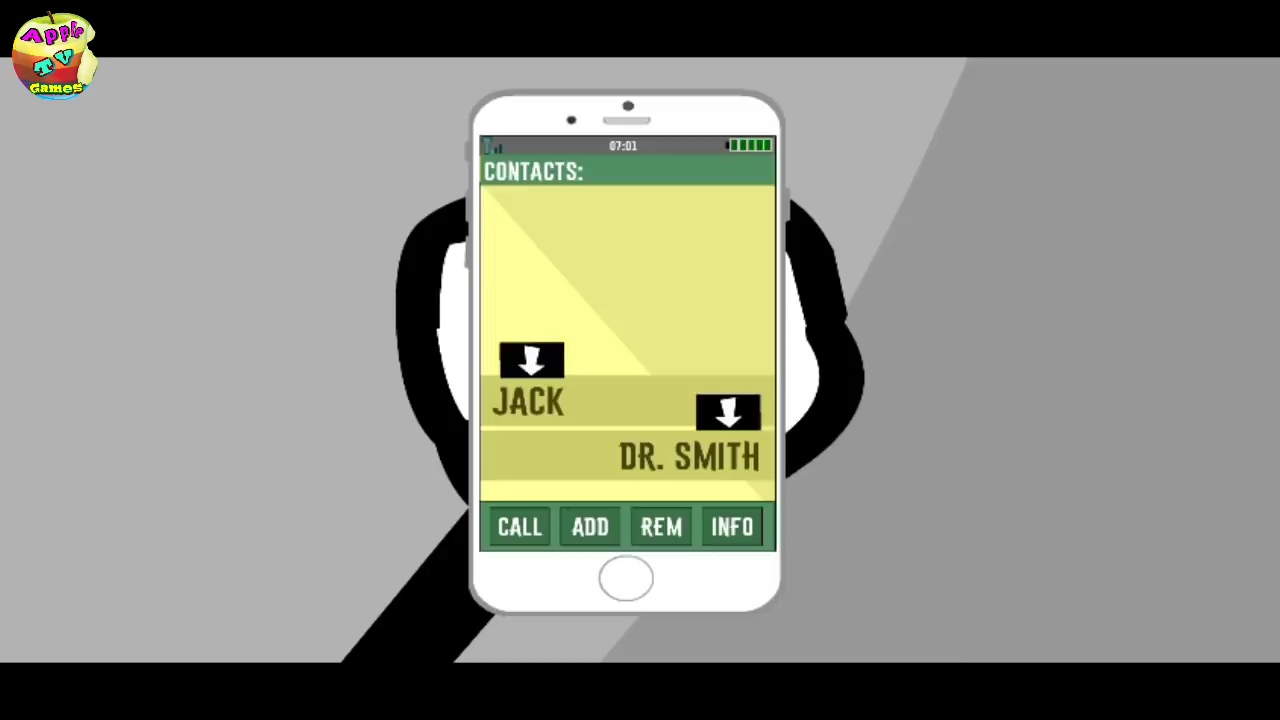 Apple
TV
Games
07:01
CONTACTS:
JACK
DR. SMITH
CALL ADD REM INFO